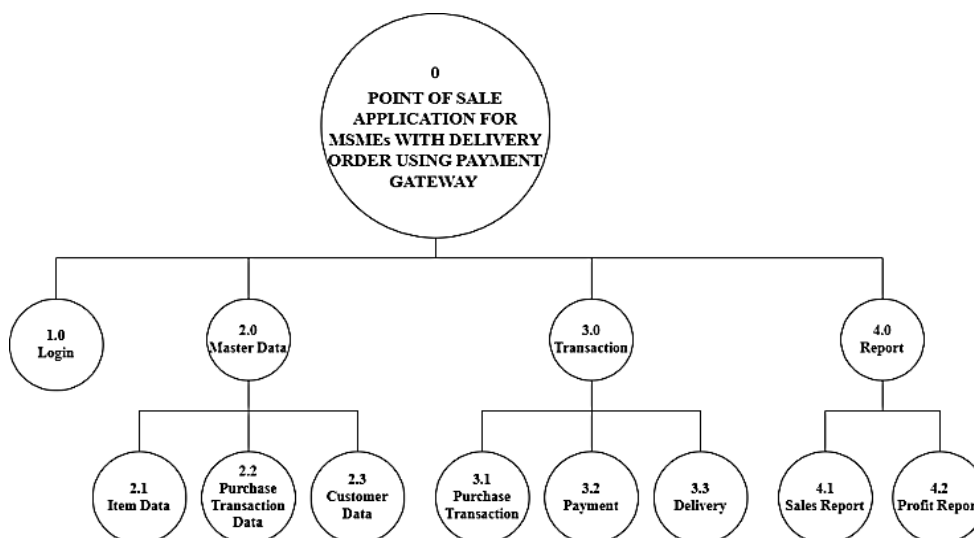 0
POINT OF SALE
APPLICATION FOR
MSMEs WITH DELIVERY
ORDER USING PAYMENT
GATEWAY
1.0
Login
2.0
Master Data
3.0
Transaction
4.0
Report
2.1
Item Data
2.2
Purchase
Transaction
Data
2.3
Customer
Data
3.1
Purchase
Transaction
3.2
Payment
3.3
Delivery
4.1
Sales Report
4.2
Profit Report